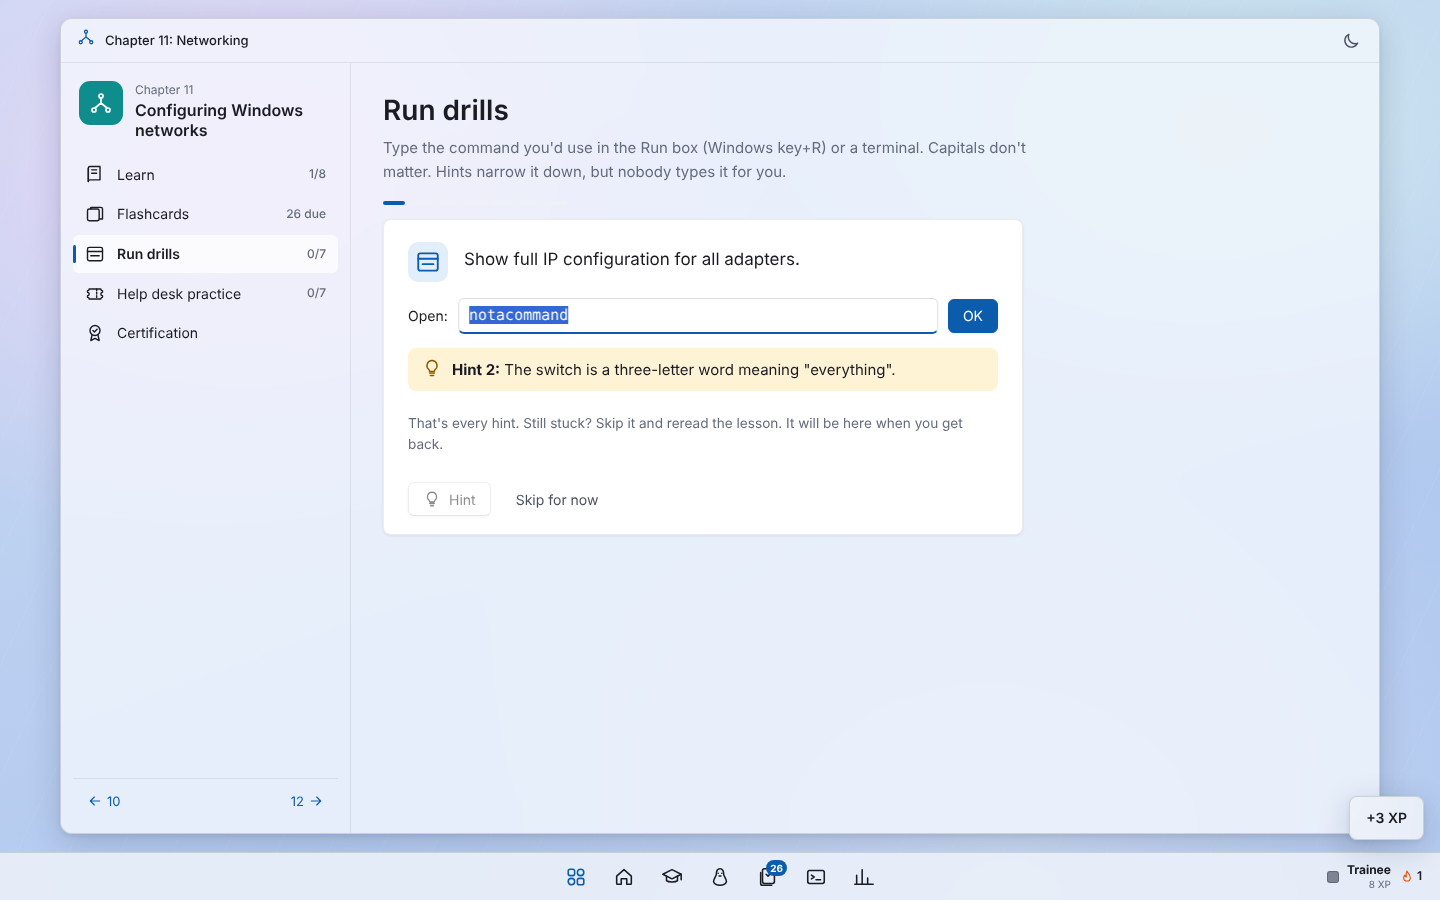 Chapter 11: Networking
Chapter 11
Configuring Windows
networks
Learn 1/8
Flashcards 26 due
Run drills 0/7
Help desk practice 0/7
Certification
10 12
Run drills
Type the command you'd use in the Run box (Windows key+R) or a terminal. Capitals don't
matter. Hints narrow it down, but nobody types it for you.
Show full IP configuration for all adapters.
Open: notacommand OK
Hint 2: The switch is a three-letter word meaning "everything".
That's every hint. Still stuck? Skip it and reread the lesson. It will be here when you get
back.
Hint Skip for now
+3 XP
26
Trainee
8 XP
1